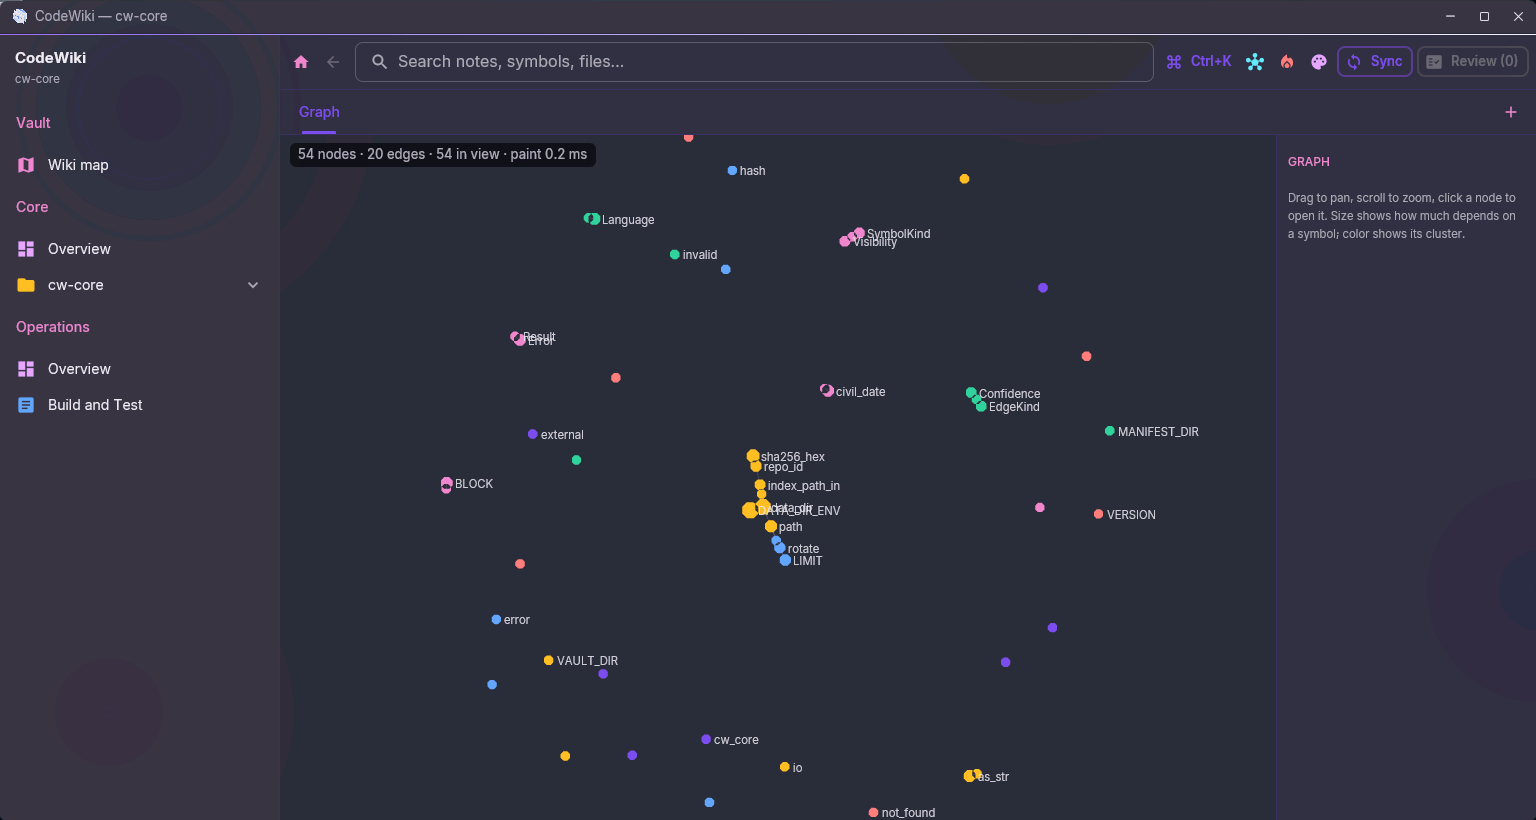 CodeWiki — cw-core
CodeWiki
cw-core
Vault
Wiki map
Core
Overview
cw-core
Operations
Overview
Build and Test
Search notes, symbols, files...
Ctrl+K
Sync
Review (0)
Graph
54 nodes · 20 edges · 54 in view · paint 0.2 ms
hash
Language
SymbolKind
Visibility
invalid
Result
Error
civil_date
Confidence
EdgeKind
MANIFEST_DIR
external
sha256_hex
repo_id
BLOCK
index_path_in
data_dir
DATA_DIR_ENV
VERSION
path
rotate
LIMIT
error
VAULT_DIR
cw_core
io
as_str
not_found
GRAPH
Drag to pan, scroll to zoom, click a node to
open it. Size shows how much depends on
a symbol; color shows its cluster.